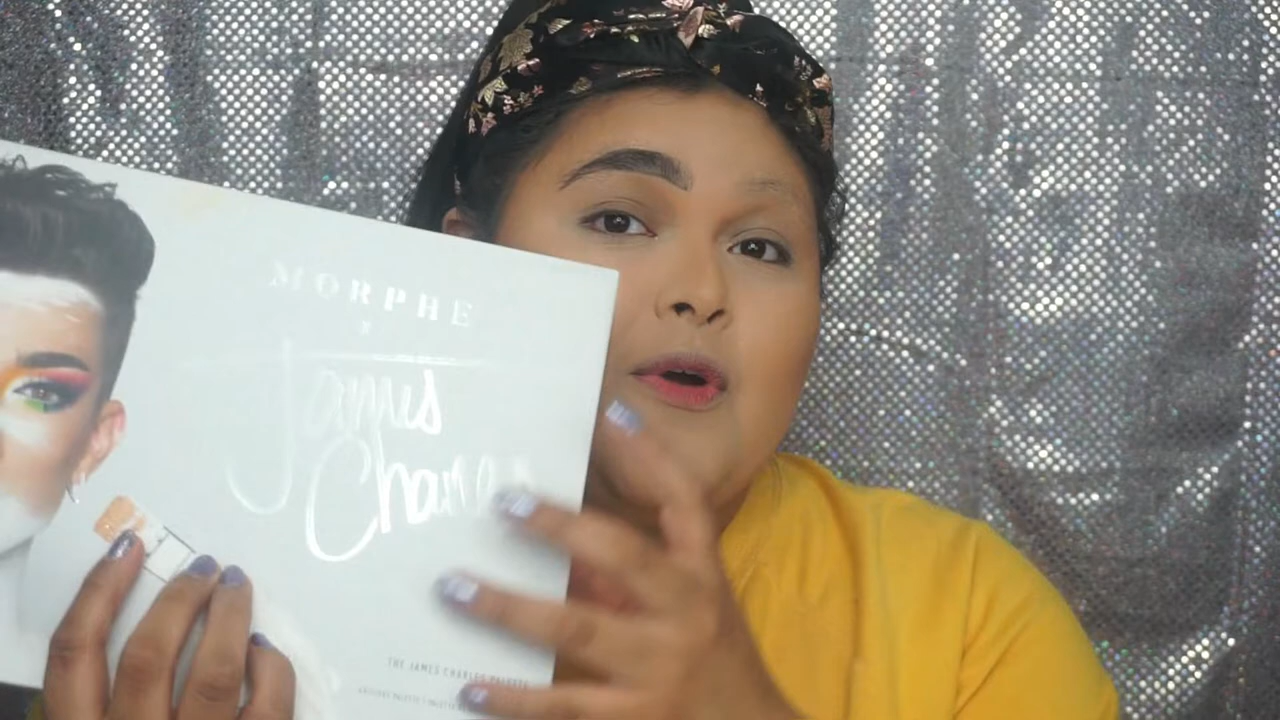 MORPHE
x
James
Charles
THE JAMES CHARLES PALETTE